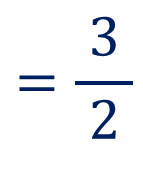 = 3/2